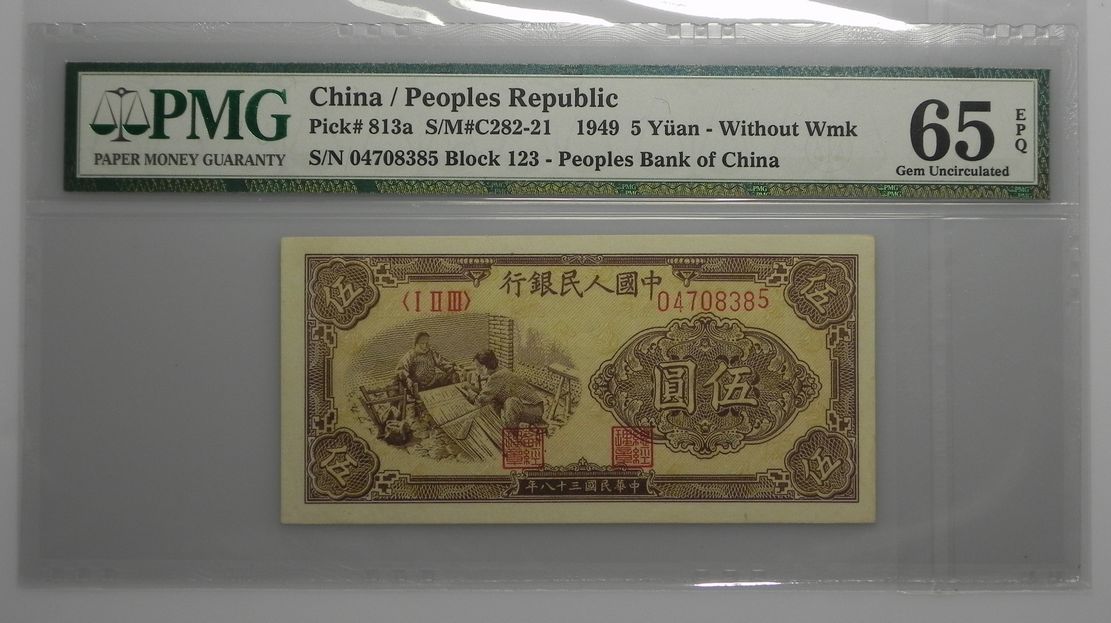 PMG
PAPER MONEY GUARANTY
China / Peoples Republic
Pick# 813a S/M#C282-21 1949 5 Yüan - Without Wmk
S/N 04708385 Block 123 - Peoples Bank of China
65
EPQ
Gem Uncirculated
行銀民人國中
〈Ⅰ Ⅱ Ⅲ〉
04708385
伍
伍
圓伍
伍
伍
年八十三國民華中